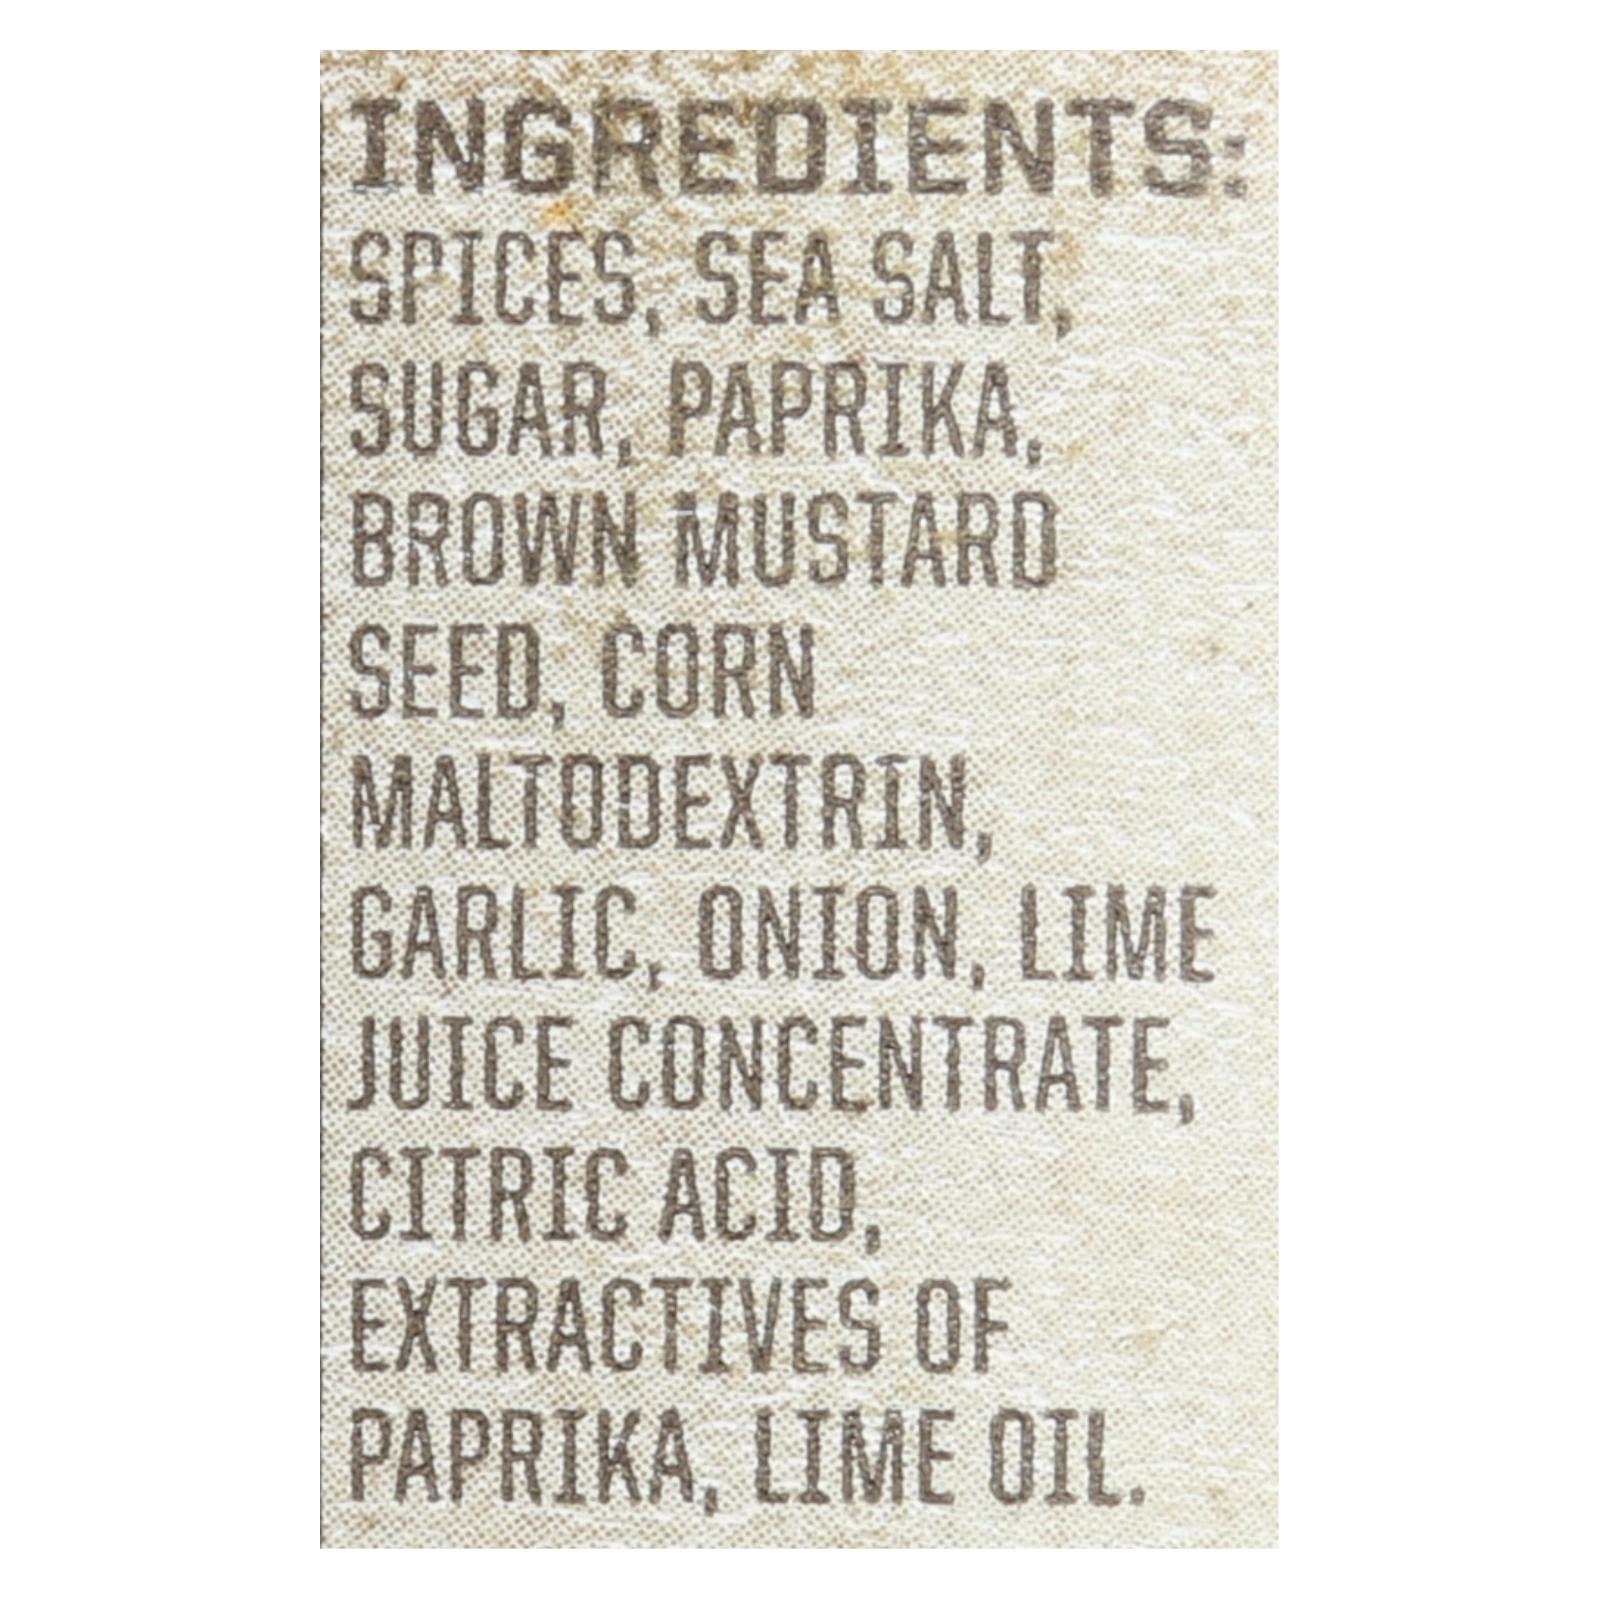 INGREDIENTS:
SPICES, SEA SALT,
SUGAR, PAPRIKA,
BROWN MUSTARD
SEED, CORN
MALTODEXTRIN,
GARLIC, ONION, LIME
JUICE CONCENTRATE,
CITRIC ACID,
EXTRACTIVES OF
PAPRIKA, LIME OIL.